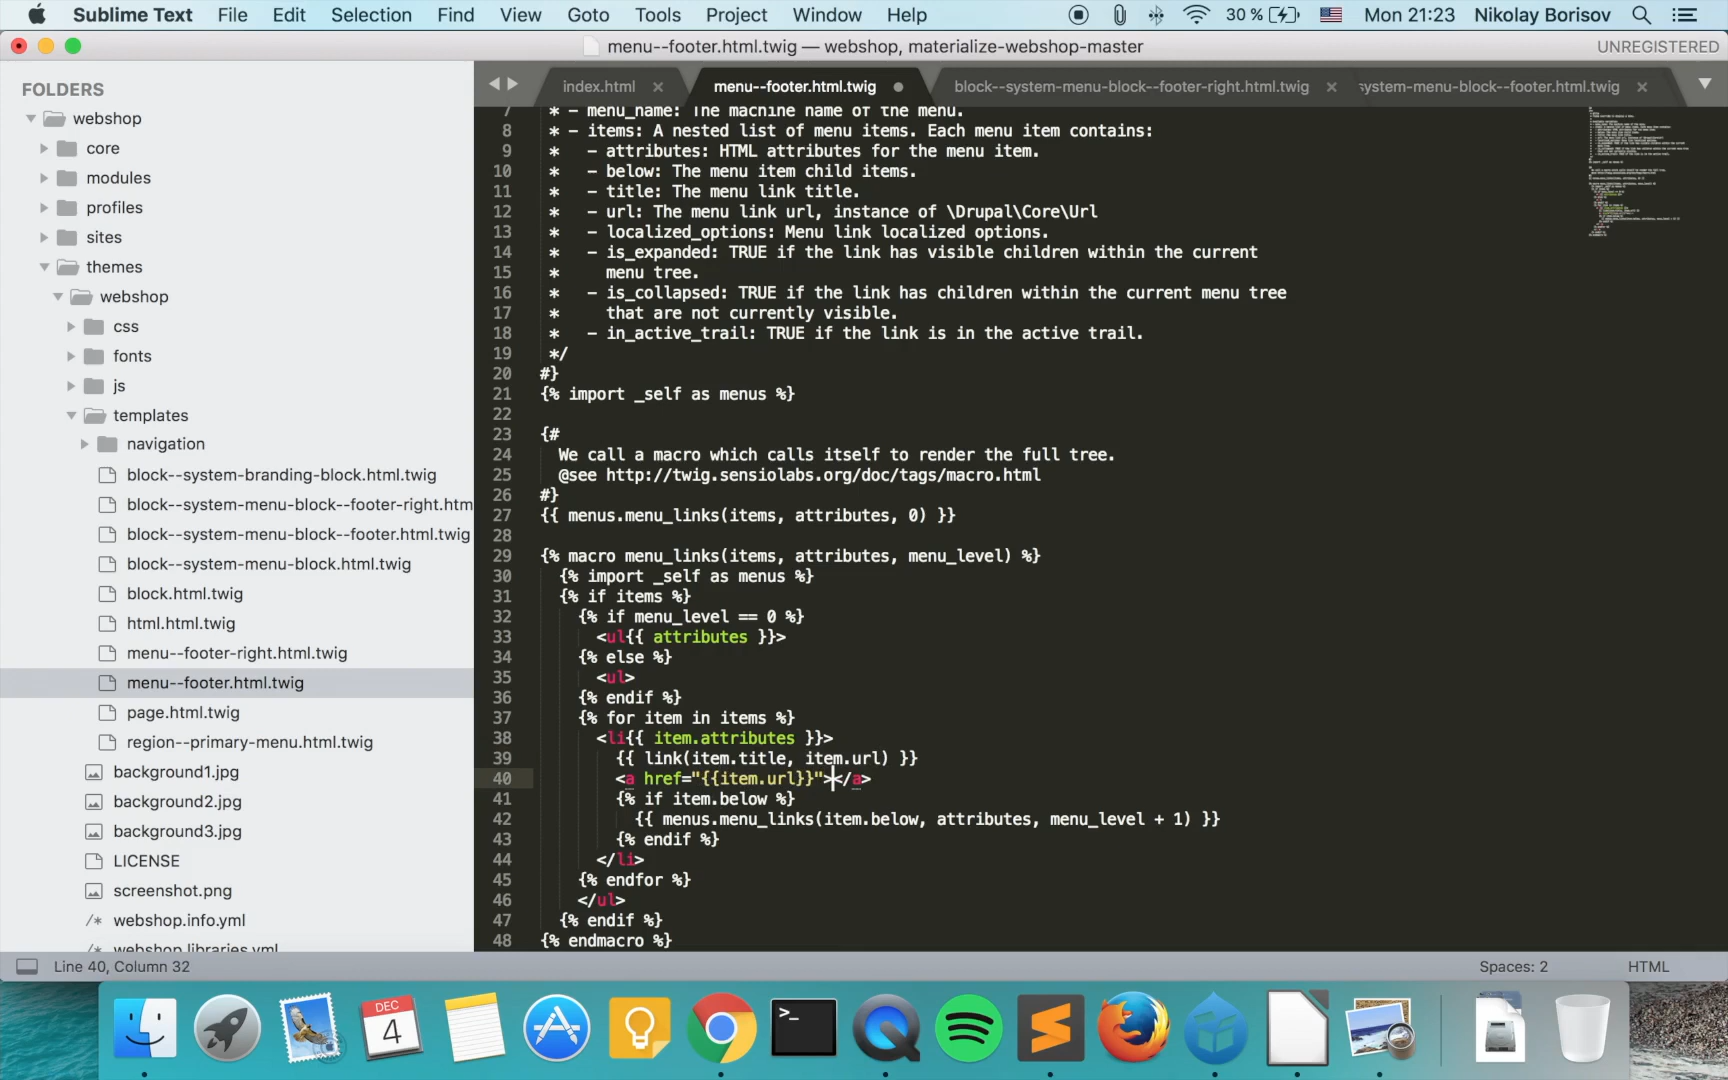 Sublime Text File Edit Selection Find View Goto Tools Project Window Help 30 % Mon 21:23 Nikolay Borisov
menu--footer.html.twig — webshop, materialize-webshop-master UNREGISTERED
FOLDERS
webshop
core
modules
profiles
sites
themes
webshop
css
fonts
js
templates
navigation
block--system-branding-block.html.twig
block--system-menu-block--footer-right.htm
block--system-menu-block--footer.html.twig
block--system-menu-block.html.twig
block.html.twig
html.html.twig
menu--footer-right.html.twig
menu--footer.html.twig
page.html.twig
region--primary-menu.html.twig
background1.jpg
background2.jpg
background3.jpg
LICENSE
screenshot.png
/* webshop.info.yml
/* webshop.libraries.yml
index.html × menu--footer.html.twig block--system-menu-block--footer-right.html.twig × system-menu-block--footer.html.twig ×
7 * - menu_name: The machine name of the menu.
8 * - items: A nested list of menu items. Each menu item contains:
9 *   - attributes: HTML attributes for the menu item.
10 *   - below: The menu item child items.
11 *   - title: The menu link title.
12 *   - url: The menu link url, instance of \Drupal\Core\Url
13 *   - localized_options: Menu link localized options.
14 *   - is_expanded: TRUE if the link has visible children within the current
15 *     menu tree.
16 *   - is_collapsed: TRUE if the link has children within the current menu tree
17 *     that are not currently visible.
18 *   - in_active_trail: TRUE if the link is in the active trail.
19 */
20 #}
21 {% import _self as menus %}
22
23 {#
24   We call a macro which calls itself to render the full tree.
25   @see http://twig.sensiolabs.org/doc/tags/macro.html
26 #}
27 {{ menus.menu_links(items, attributes, 0) }}
28
29 {% macro menu_links(items, attributes, menu_level) %}
30   {% import _self as menus %}
31   {% if items %}
32     {% if menu_level == 0 %}
33       <ul{{ attributes }}>
34     {% else %}
35       <ul>
36     {% endif %}
37     {% for item in items %}
38       <li{{ item.attributes }}>
39         {{ link(item.title, item.url) }}
40         <a href="{{item.url}}"></a>
41         {% if item.below %}
42           {{ menus.menu_links(item.below, attributes, menu_level + 1) }}
43         {% endif %}
44       </li>
45     {% endfor %}
46     </ul>
47   {% endif %}
48 {% endmacro %}
Line 40, Column 32 Spaces: 2 HTML
DEC
4
>_